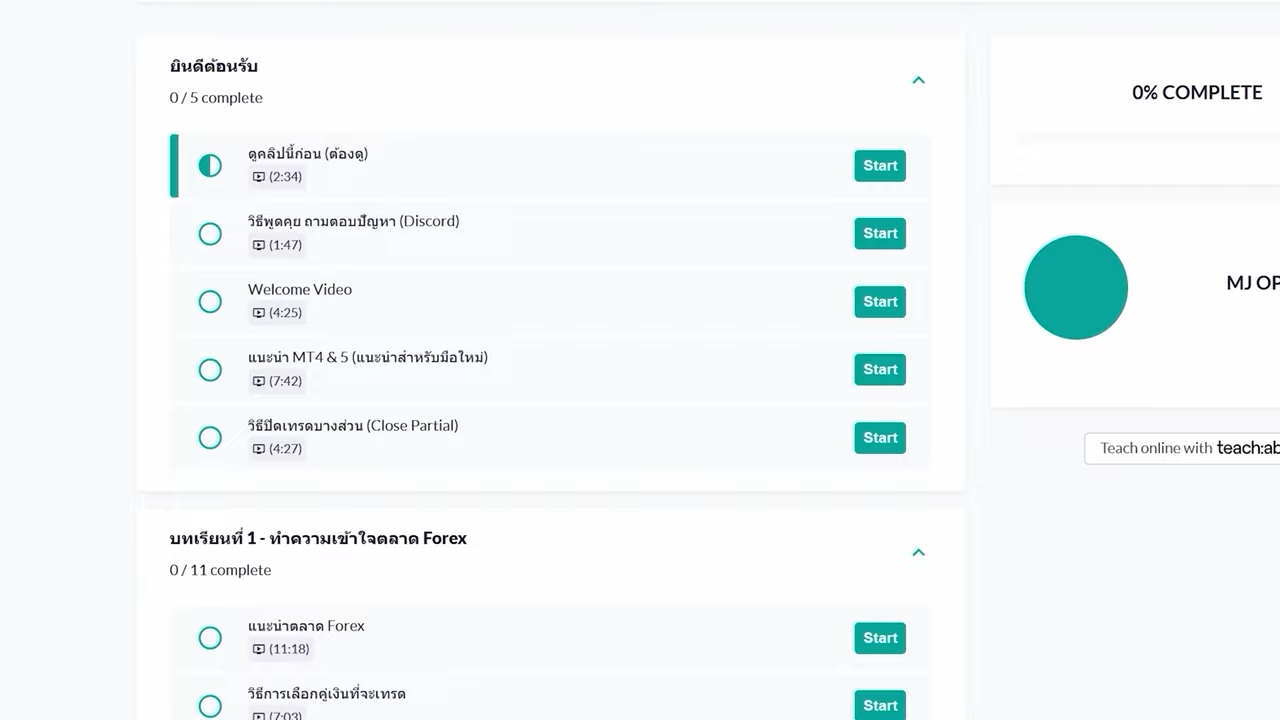 ยินดีต้อนรับ
0 / 5 complete
ดูคลิปนี้ก่อน (ต้องดู)
(2:34)
Start
วิธีพูดคุย ถามตอบปัญหา (Discord)
(1:47)
Start
Welcome Video
(4:25)
Start
แนะนำ MT4 & 5 (แนะนำสำหรับมือใหม่)
(7:42)
Start
วิธีปิดเทรดบางส่วน (Close Partial)
(4:27)
Start
บทเรียนที่ 1 - ทำความเข้าใจตลาด Forex
0 / 11 complete
แนะนำตลาด Forex
(11:18)
Start
วิธีการเลือกคู่เงินที่จะเทรด
(7:03)
Start
0% COMPLETE
MJ OP
Teach online with teach:ab